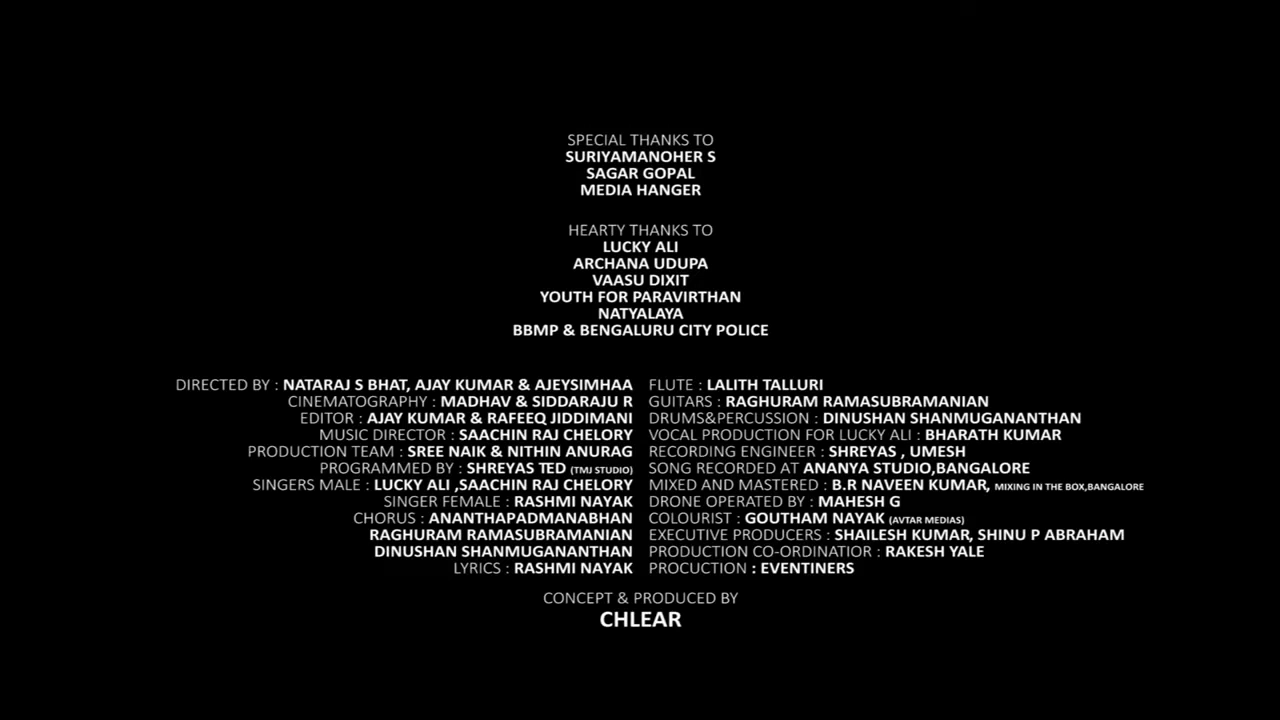 SPECIAL THANKS TO
SURIYAMANOHER S
SAGAR GOPAL
MEDIA HANGER
HEARTY THANKS TO
LUCKY ALI
ARCHANA UDUPA
VAASU DIXIT
YOUTH FOR PARAVIRTHAN
NATYALAYA
BBMP & BENGALURU CITY POLICE
DIRECTED BY : NATARAJ S BHAT, AJAY KUMAR & AJEYSIMHAA
CINEMATOGRAPHY : MADHAV & SIDDARAJU R
EDITOR : AJAY KUMAR & RAFEEQ JIDDIMANI
MUSIC DIRECTOR : SAACHIN RAJ CHELORY
PRODUCTION TEAM : SREE NAIK & NITHIN ANURAG
PROGRAMMED BY : SHREYAS TED (TMJ STUDIO)
SINGERS MALE : LUCKY ALI ,SAACHIN RAJ CHELORY
SINGER FEMALE : RASHMI NAYAK
CHORUS : ANANTHAPADMANABHAN
RAGHURAM RAMASUBRAMANIAN
DINUSHAN SHANMUGANANTHAN
LYRICS : RASHMI NAYAK
FLUTE : LALITH TALLURI
GUITARS : RAGHURAM RAMASUBRAMANIAN
DRUMS&PERCUSSION : DINUSHAN SHANMUGANANTHAN
VOCAL PRODUCTION FOR LUCKY ALI : BHARATH KUMAR
RECORDING ENGINEER : SHREYAS , UMESH
SONG RECORDED AT ANANYA STUDIO,BANGALORE
MIXED AND MASTERED : B.R NAVEEN KUMAR, MIXING IN THE BOX,BANGALORE
DRONE OPERATED BY : MAHESH G
COLOURIST : GOUTHAM NAYAK (AVTAR MEDIAS)
EXECUTIVE PRODUCERS : SHAILESH KUMAR, SHINU P ABRAHAM
PRODUCTION CO-ORDINATIOR : RAKESH YALE
PROCUCTION : EVENTINERS
CONCEPT & PRODUCED BY
CHLEAR